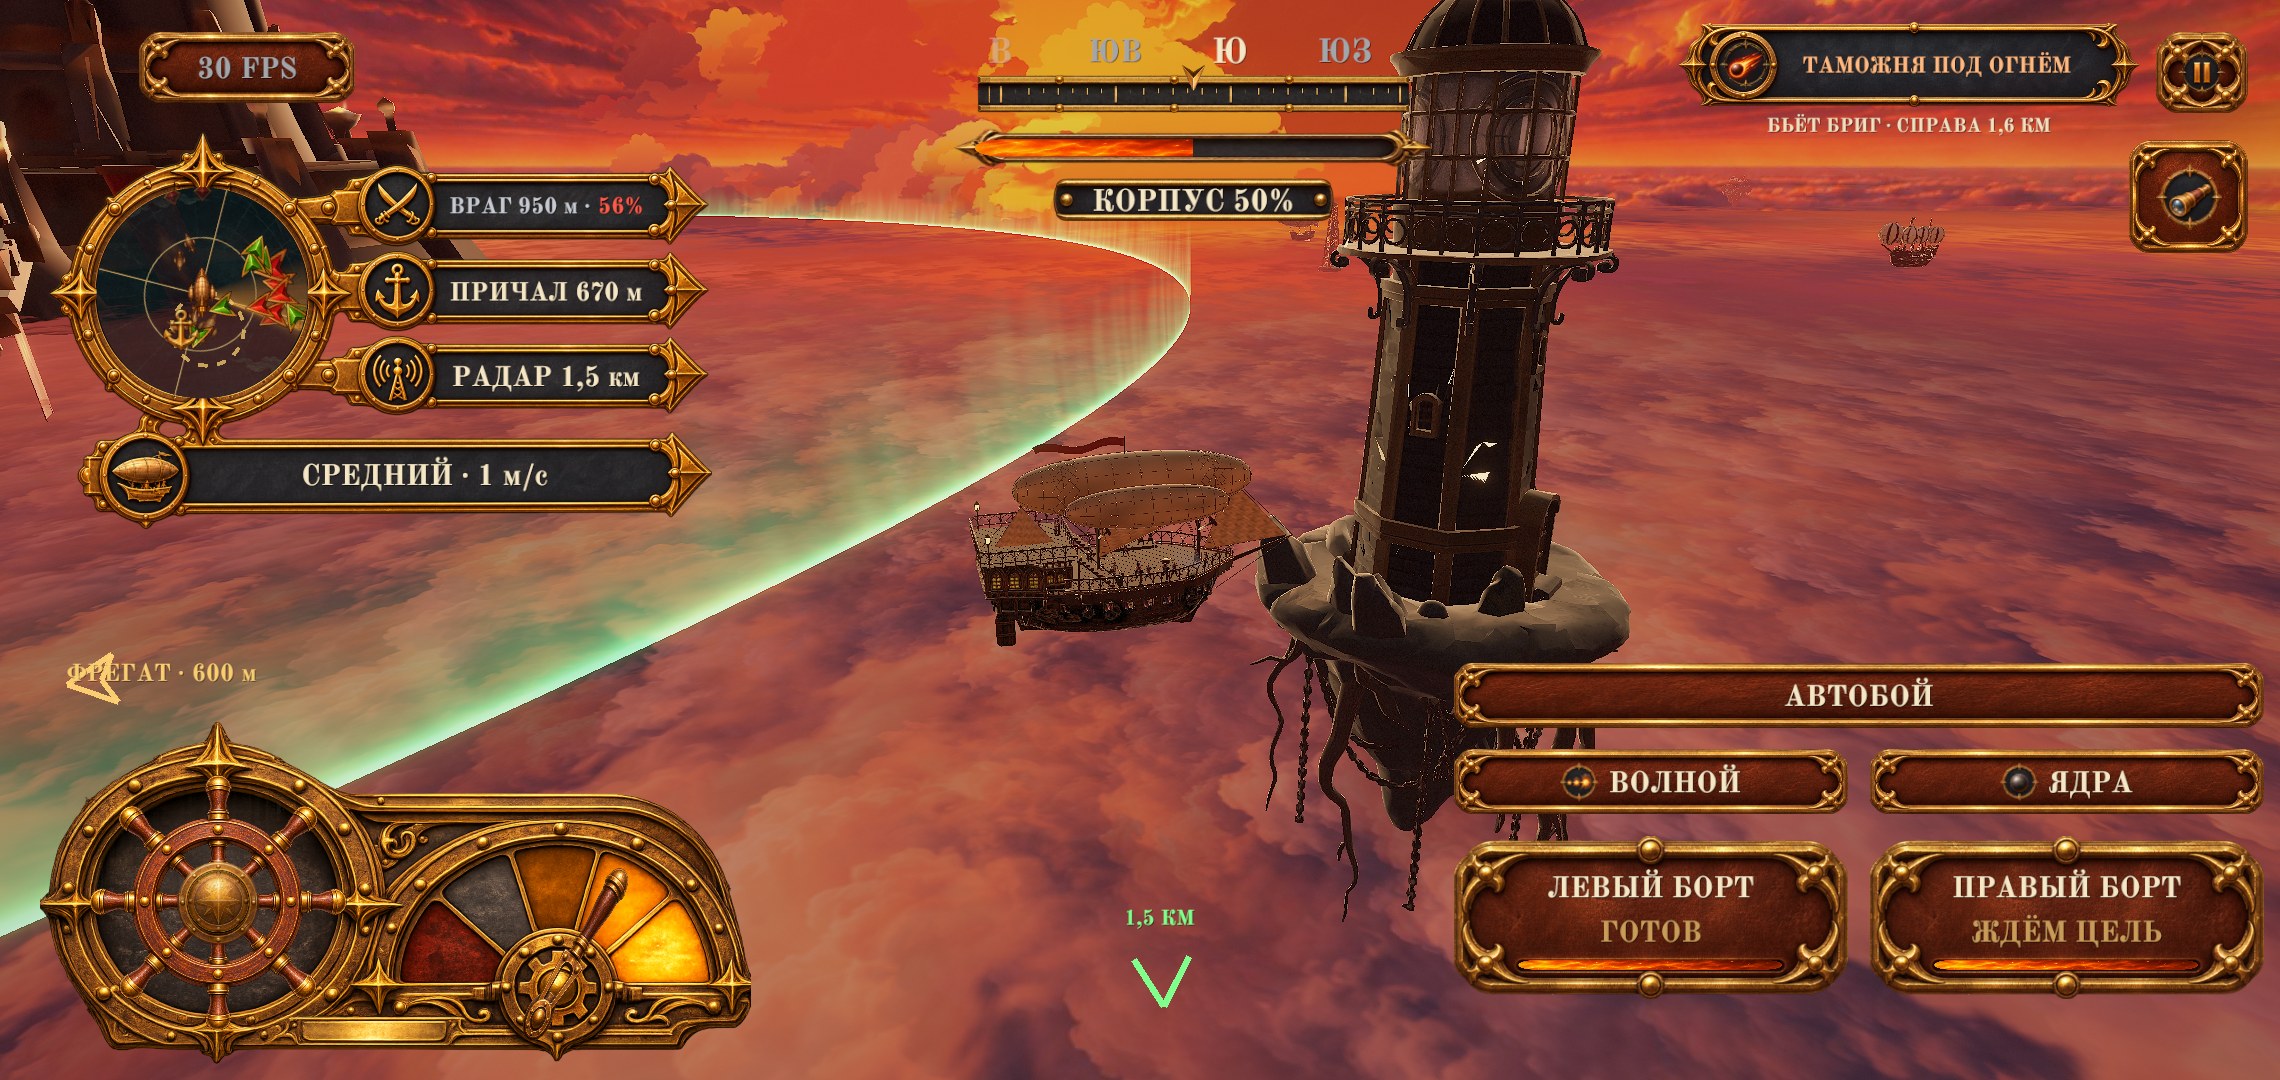 30 FPS
В ЮВ Ю ЮЗ
ТАМОЖНЯ ПОД ОГНЁМ
БЬЁТ БРИГ · СПРАВА 1,6 КМ
ВРАГ 950 м · 56%
КОРПУС 50%
ПРИЧАЛ 670 м
РАДАР 1,5 км
СРЕДНИЙ · 1 м/с
ФРЕГАТ · 600 м
АВТОБОЙ
ВОЛНОЙ
ЯДРА
ЛЕВЫЙ БОРТ
ГОТОВ
ПРАВЫЙ БОРТ
ЖДЁМ ЦЕЛЬ
1,5 КМ